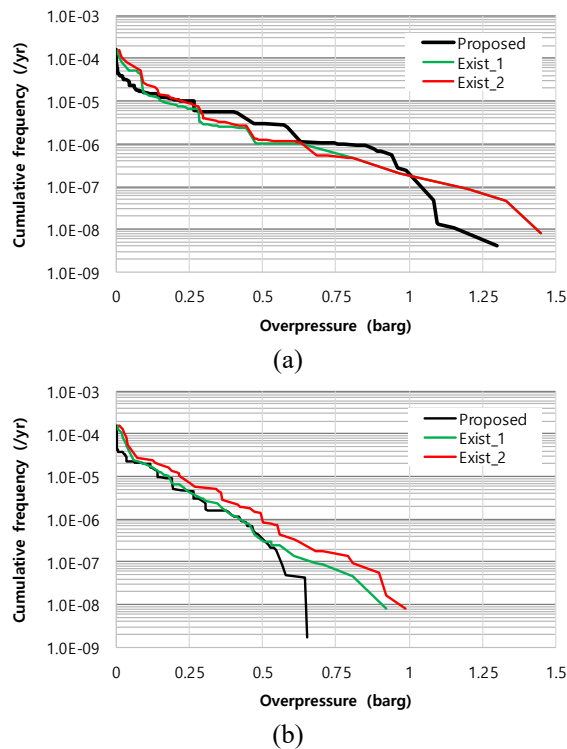 1.0E-03
1.0E-04
1.0E-05
1.0E-06
1.0E-07
1.0E-08
1.0E-09
Cumulative frequency (/yr)
Proposed
Exist_1
Exist_2
0 0.25 0.5 0.75 1 1.25 1.5
Overpressure (barg)
(a)
1.0E-03
1.0E-04
1.0E-05
1.0E-06
1.0E-07
1.0E-08
1.0E-09
Cumulative frequency (/yr)
Proposed
Exist_1
Exist_2
0 0.25 0.5 0.75 1 1.25 1.5
Overpressure (barg)
(b)